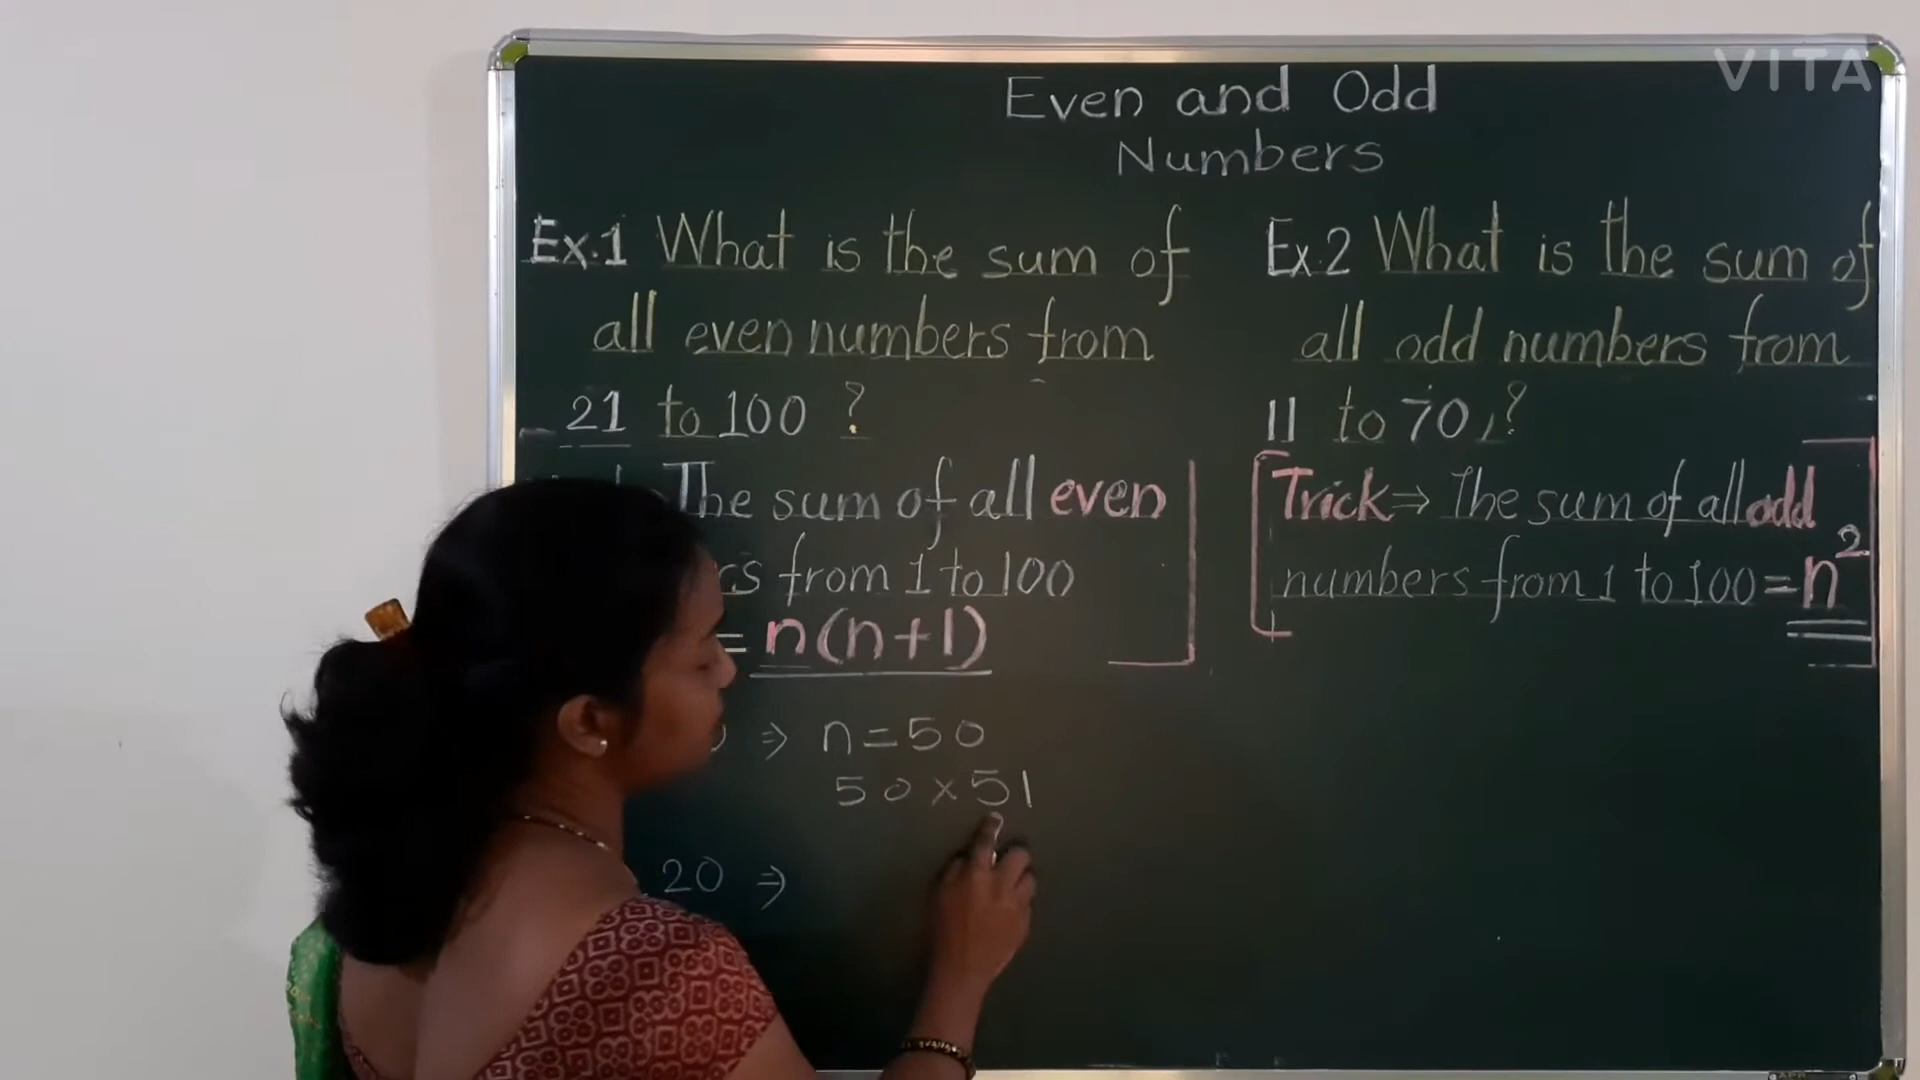 VITA
Even and Odd
Numbers
Ex.1 What is the sum of
all even numbers from
21 to 100 ?
The sum of all even
from 1 to 100
= n(n+1)
⇒ n=50
50×51
20 ⇒
Ex.2 What is the sum of
all odd numbers from
11 to 70 ?
Trick⇒ The sum of all odd
numbers from 1 to 100 = n²